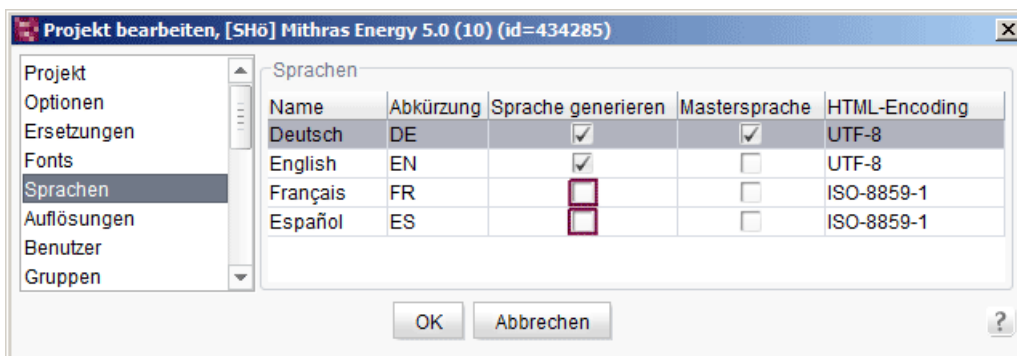 Projekt bearbeiten, [SHö] Mithras Energy 5.0 (10) (id=434285)
Projekt
Optionen
Ersetzungen
Fonts
Sprachen
Auflösungen
Benutzer
Gruppen
Sprachen
Name Abkürzung Sprache generieren Mastersprache HTML-Encoding
Deutsch DE UTF-8
English EN UTF-8
Français FR ISO-8859-1
Español ES ISO-8859-1
OK Abbrechen ?